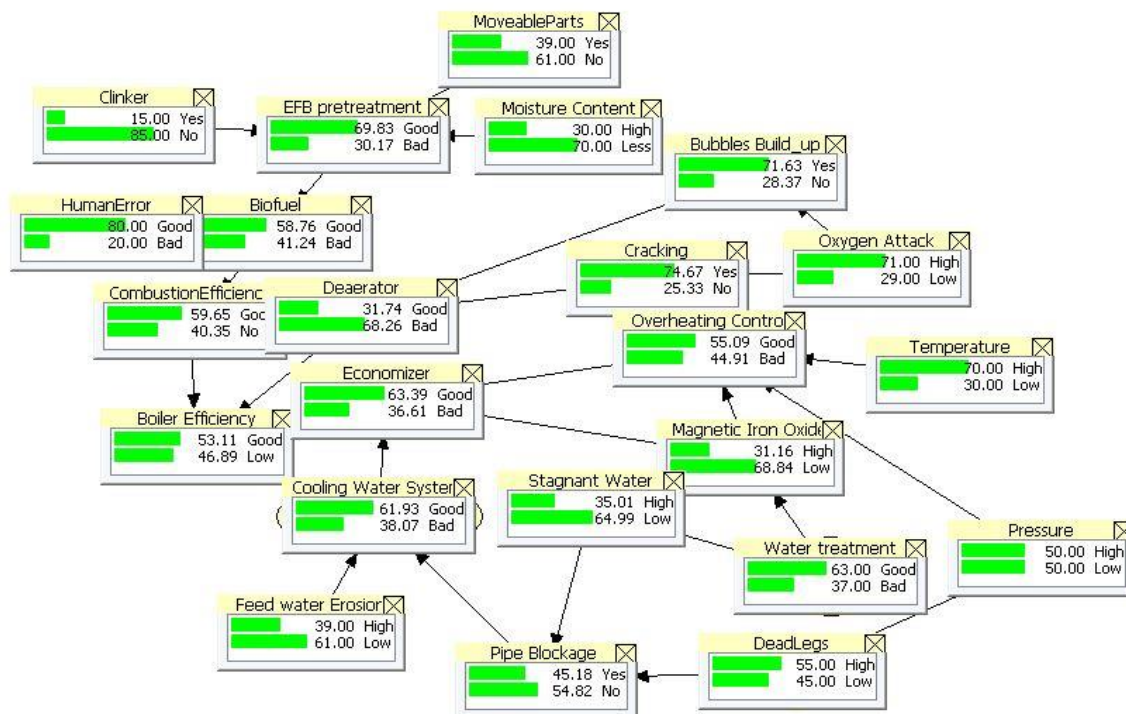 MoveableParts
39.00 Yes
61.00 No
Clinker
15.00 Yes
85.00 No
EFB pretreatment
69.83 Good
30.17 Bad
Moisture Content
30.00 High
70.00 Less
Bubbles Build_up
71.63 Yes
28.37 No
HumanError
80.00 Good
20.00 Bad
Biofuel
58.76 Good
41.24 Bad
Cracking
74.67 Yes
25.33 No
Oxygen Attack
71.00 High
29.00 Low
CombustionEfficienc
59.65 Goo
40.35 No
Deaerator
31.74 Good
68.26 Bad
Overheating Contro
55.09 Good
44.91 Bad
Temperature
70.00 High
30.00 Low
Economizer
63.39 Good
36.61 Bad
Boiler Efficiency
53.11 Good
46.89 Low
Magnetic Iron Oxide
31.16 High
68.84 Low
Cooling Water System
61.93 Good
38.07 Bad
Stagnant Water
35.01 High
64.99 Low
Water treatment
63.00 Good
37.00 Bad
Pressure
50.00 High
50.00 Low
Feed water Erosion
39.00 High
61.00 Low
Pipe Blockage
45.18 Yes
54.82 No
DeadLegs
55.00 High
45.00 Low